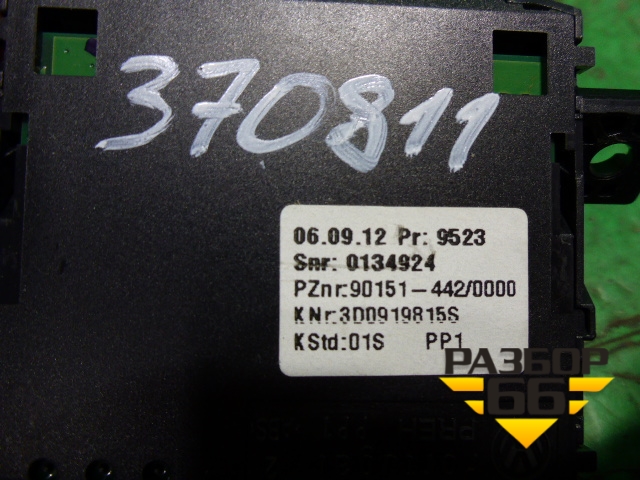 370811
06.09.12 Pr: 9523
Snr: 0134924
PZnr:90151-442/0000
KNr:3D0919815S
KStd:01S PP1
РАЗБОР
66